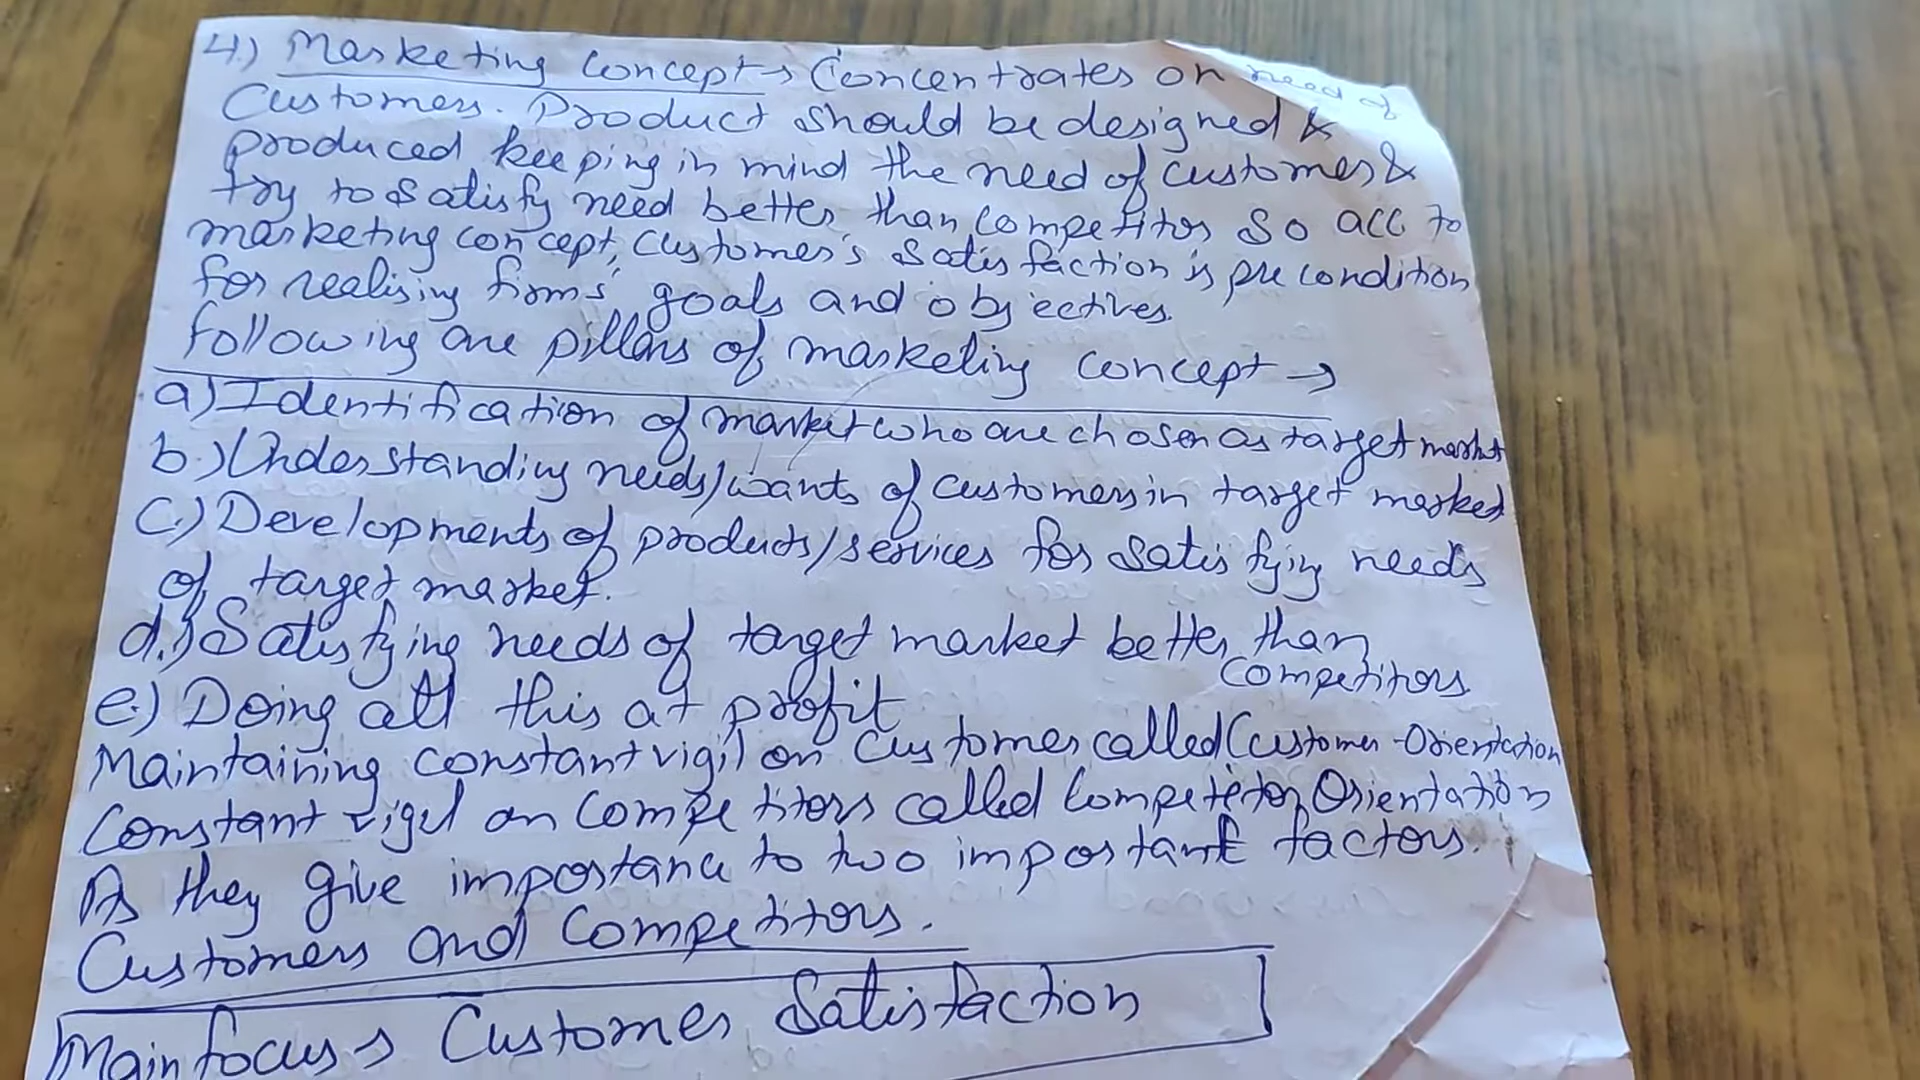 4.) Marketing Concept → Concentrates on need of
Customers. Product should be designed &
produced keeping in mind the need of customer &
try to satisfy need better than competitor So acc to
marketing concept, customer's satisfaction is pre condition
for realising firms' goals and objectives.
Following are pillars of marketing concept →
a) Identification of market who are chosen as target market
b.) Understanding needs/wants of customers in target market
C.) Developments of products/services for satisfying needs
of target market.
d.) Satisfying needs of target market better than
Competitors.
e.) Doing all this at profit
Maintaining constant vigil on Customer called Customer-Orientation
Constant vigil on Competitors called Competitor Orientation
As they give importance to two important factors.
Customers and Competitors.
Main focus → Customer Satisfaction